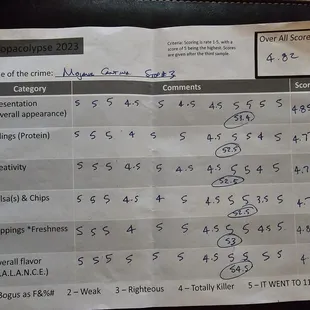 opacolypse 2023
Criteria: Scoring is rate 1-5, with a score of 5 being the highest. Scores are given after the third sample.
Over All Score
4.82
e of the crime: Stop #3
Category Comments Scor
esentation 5 5 5 4.5 5 4.5 4.5 5 5 5 5 4.8
verall appearance) 53.4
lings (Protein) 5 5 5 4 5 5 4.5 5 5 4 5 4.7
52.5
eativity 5 5 5 4.5 5 4.5 4.5 5 5 4 5 4.7
52.5
lsa(s) & Chips 5 5 5 4.5 4 5 4.5 5 5 3.5 5 4.7
52.5
ppings *Freshness 5 5 5 4 5 5 4.5 5 5 4.5 5 4.8
53
verall flavor 5 5 5 5 5 5 4.5 5 5 5 5 4.
.A.L.A.N.C.E.) 54.5
Bogus as F&%# 2 – Weak 3 – Righteous 4 – Totally Killer 5 - IT WENT TO 11